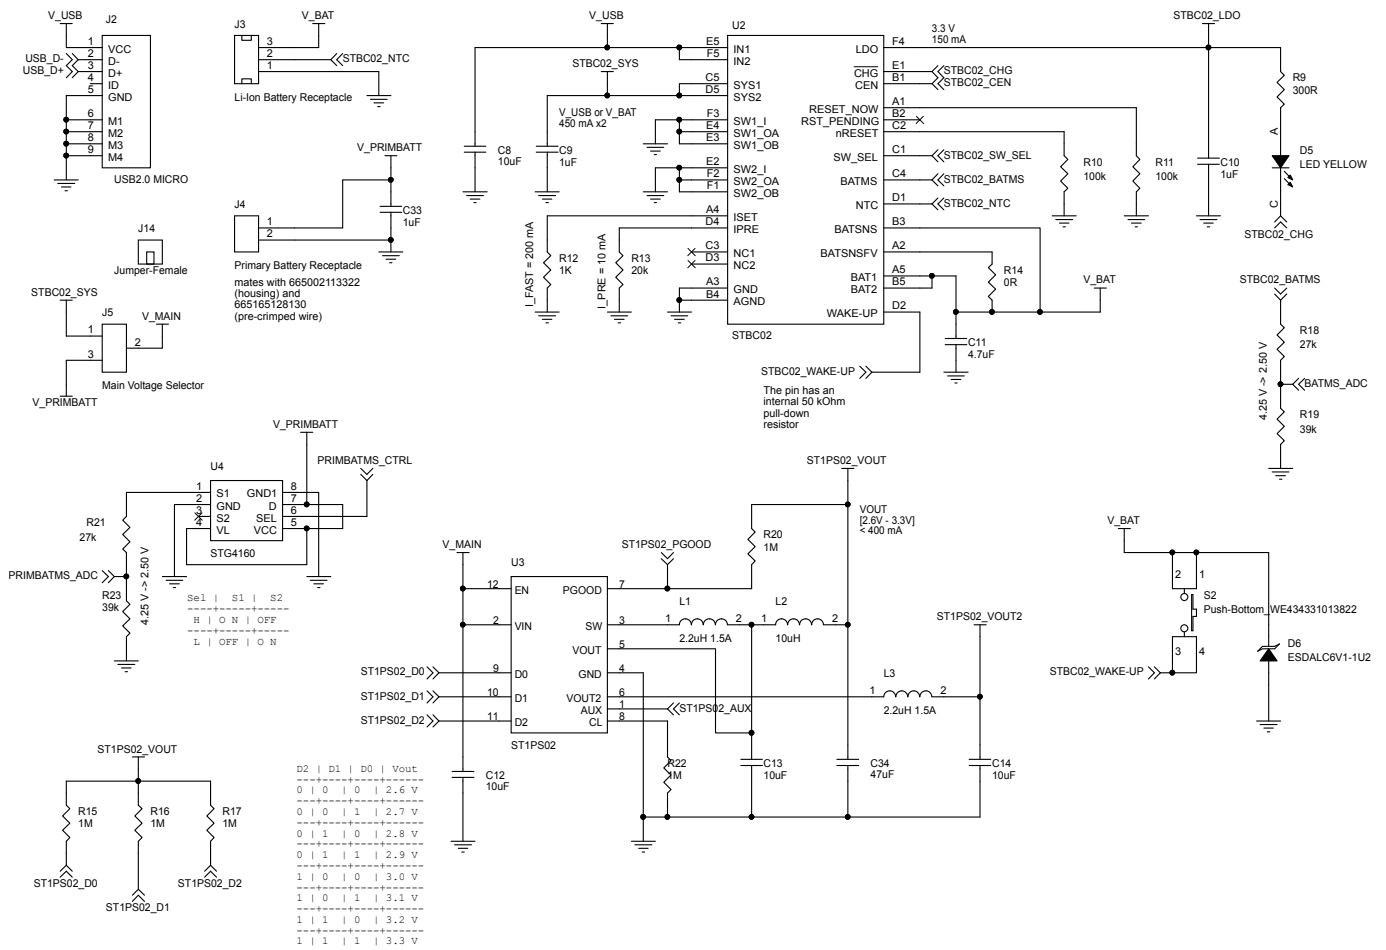 V_USB
J2
1 VCC
USB_D- 2 D-
USB_D+ 3 D+
4 ID
5 GND
6 M1
7 M2
8 M3
9 M4
USB2.0 MICRO
J3
V_BAT
3
2 STBC02_NTC
1
Li-Ion Battery Receptacle
V_PRIMBATT
J4
1
2
C33
1uF
Primary Battery Receptacle
mates with 665002113322
(housing) and
665165128130
(pre-crimped wire)
J14
Jumper-Female
STBC02_SYS
J5
V_MAIN
1
2
3
Main Voltage Selector
V_PRIMBATT
V_USB
STBC02_SYS
V_USB or V_BAT
450 mA x2
C8
10uF
C9
1uF
I_FAST = 200 mA
R12
1K
I_PRE = 10 mA
R13
20k
U2
E5 IN1
F5 IN2
C5 SYS1
D5 SYS2
F3 SW1_I
E4 SW1_OA
E3 SW1_OB
E2 SW2_I
F2 SW2_OA
F1 SW2_OB
A4 ISET
D4 IPRE
C3 NC1
D3 NC2
A3 GND
B4 AGND
STBC02
3.3 V
150 mA
LDO F4
CHG E1 STBC02_CHG
CEN B1 STBC02_CEN
RESET_NOW A1
RST_PENDING B2
nRESET C2
SW_SEL C1 STBC02_SW_SEL
BATMS C4 STBC02_BATMS
NTC D1 STBC02_NTC
BATSNS B3
BATSNSFV A2
BAT1 A5
BAT2 B5
WAKE-UP D2
R10
100k
R11
100k
R14
0R
V_BAT
C11
4.7uF
STBC02_WAKE-UP
The pin has an
internal 50 kOhm
pull-down
resistor
STBC02_LDO
C10
1uF
R9
300R
A
D5
LED YELLOW
C
STBC02_CHG
STBC02_BATMS
R18
27k
4.25 V -> 2.50 V
BATMS_ADC
R19
39k
V_PRIMBATT
PRIMBATMS_CTRL
U4
1 S1 GND1 8
2 GND D 7
3 S2 SEL 6
4 VL VCC 5
STG4160
R21
27k
PRIMBATMS_ADC
R23
39k
4.25 V -> 2.50 V
Sel | S1 | S2
H | O N | OFF
L | OFF | O N
ST1PS02_VOUT
VOUT
[2.6V - 3.3V]
< 400 mA
R20
1M
ST1PS02_PGOOD
V_MAIN
U3
12 EN
2 VIN
ST1PS02_D0 9 D0
ST1PS02_D1 10 D1
ST1PS02_D2 11 D2
ST1PS02
PGOOD 7
SW 3
VOUT 5
GND 4
VOUT2 6
AUX 1 ST1PS02_AUX
CL 8
L1
1 2
2.2uH 1.5A
L2
1 2
10uH
ST1PS02_VOUT2
L3
1 2
2.2uH 1.5A
C12
10uF
R22
1M
C13
10uF
C34
47uF
C14
10uF
V_BAT
2 1
S2
Push-Bottom_WE434331013822
3 4
STBC02_WAKE-UP
D6
ESDALC6V1-1U2
ST1PS02_VOUT
R15
1M
R16
1M
R17
1M
ST1PS02_D0
ST1PS02_D1
ST1PS02_D2
D2 | D1 | D0 | Vout
0 | 0 | 0 | 2.6 V
0 | 0 | 1 | 2.7 V
0 | 1 | 0 | 2.8 V
0 | 1 | 1 | 2.9 V
1 | 0 | 0 | 3.0 V
1 | 0 | 1 | 3.1 V
1 | 1 | 0 | 3.2 V
1 | 1 | 1 | 3.3 V